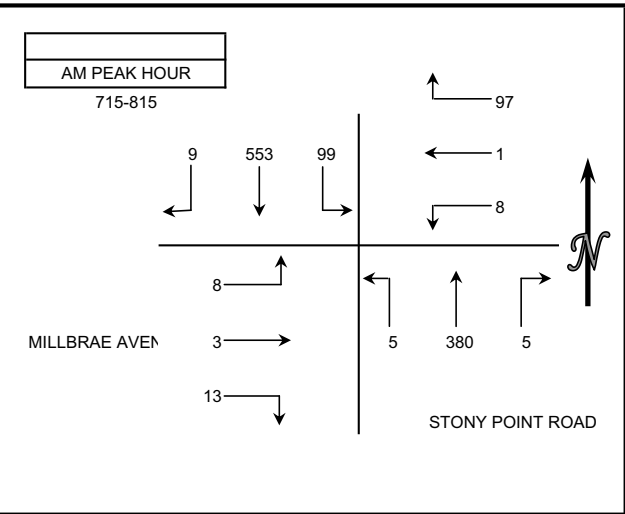 AM PEAK HOUR
715-815
97
9 553 99
1
8
8
MILLBRAE AVEN 3
5 380 5
13
STONY POINT ROAD
N